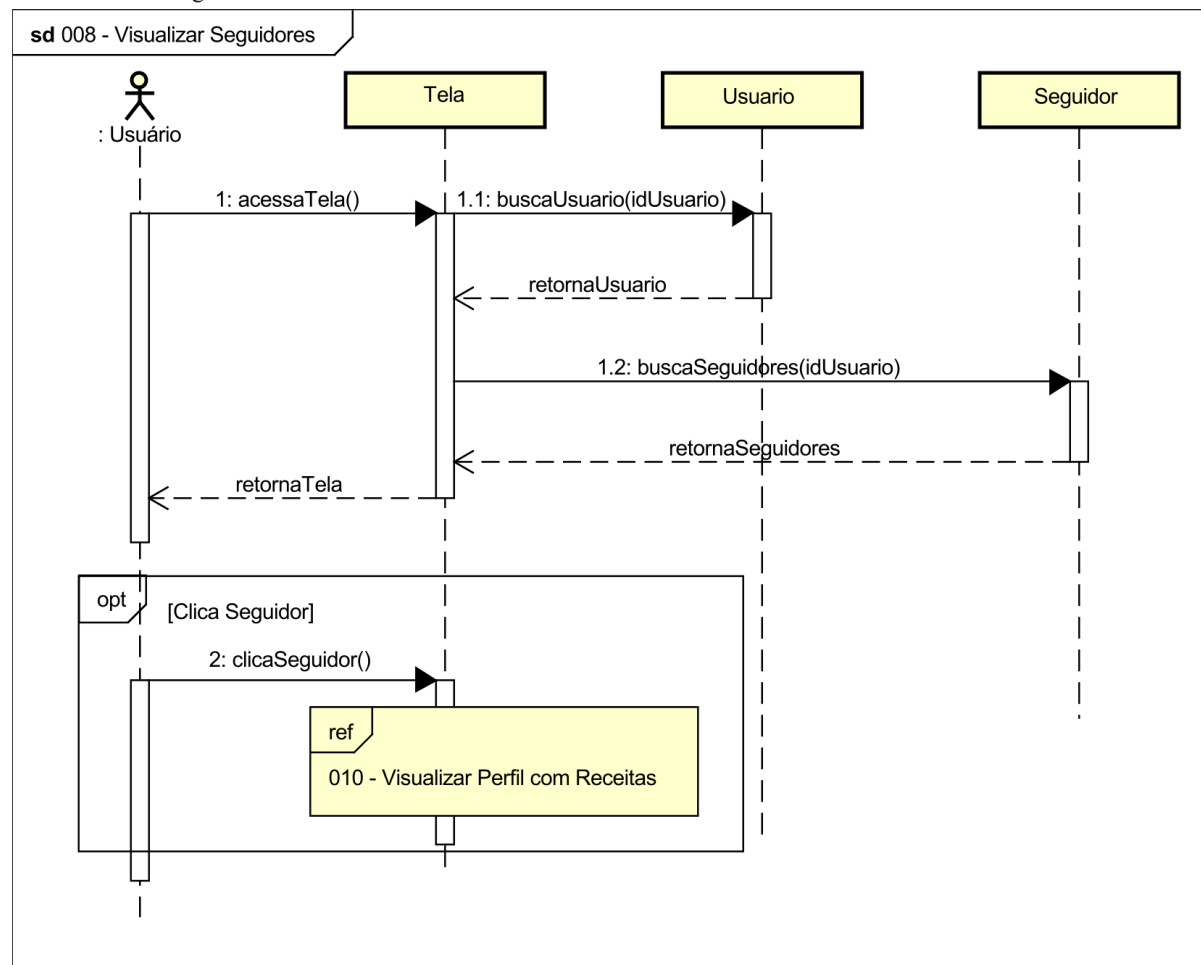 sd 008 - Visualizar Seguidores
: Usuário
Tela
Usuario
Seguidor
1: acessaTela()
1.1: buscaUsuario(idUsuario)
retornaUsuario
1.2: buscaSeguidores(idUsuario)
retornaSeguidores
retornaTela
opt
[Clica Seguidor]
2: clicaSeguidor()
ref
010 - Visualizar Perfil com Receitas